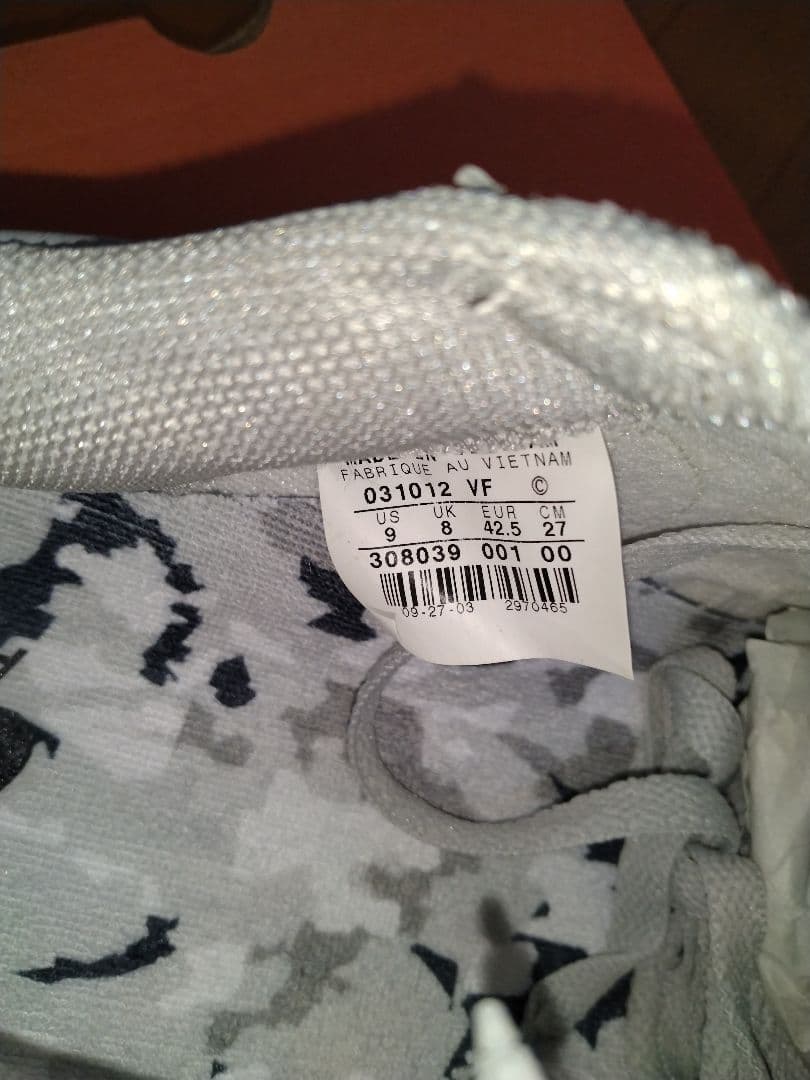 FABRIQUE AU VIETNAM
031012 VF ©
US UK EUR CM
9 8 42.5 27
308039 001 00
09-27-03 2970465